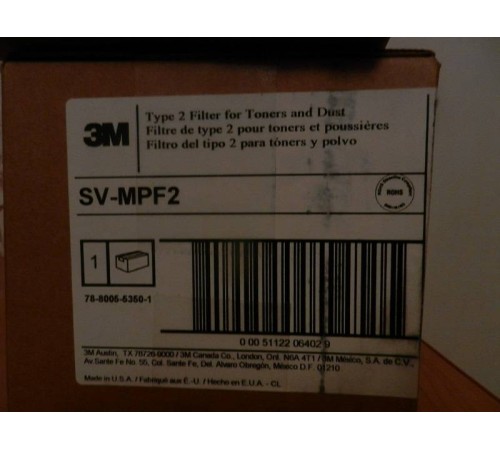 3M
Type 2 Filter for Toners and Dust
Filtre de type 2 pour toners et poussières
Filtro del tipo 2 para tóners y polvo
SV-MPF2
ROHS
1
78-8005-5350-1
0 00 51122 06402 9
3M Austin, TX 78726-9000 / 3M Canada Co., London, Ont. N6A 4T1 / 3M México, S.A. de C.V.,
Av Sante Fe No. 55, Col. Sante Fe, Del. Alvaro Obregón, México D.F. 01210
Made in U.S.A. / Fabriqué aux É.-U. / Hecho en E.U.A. - CL